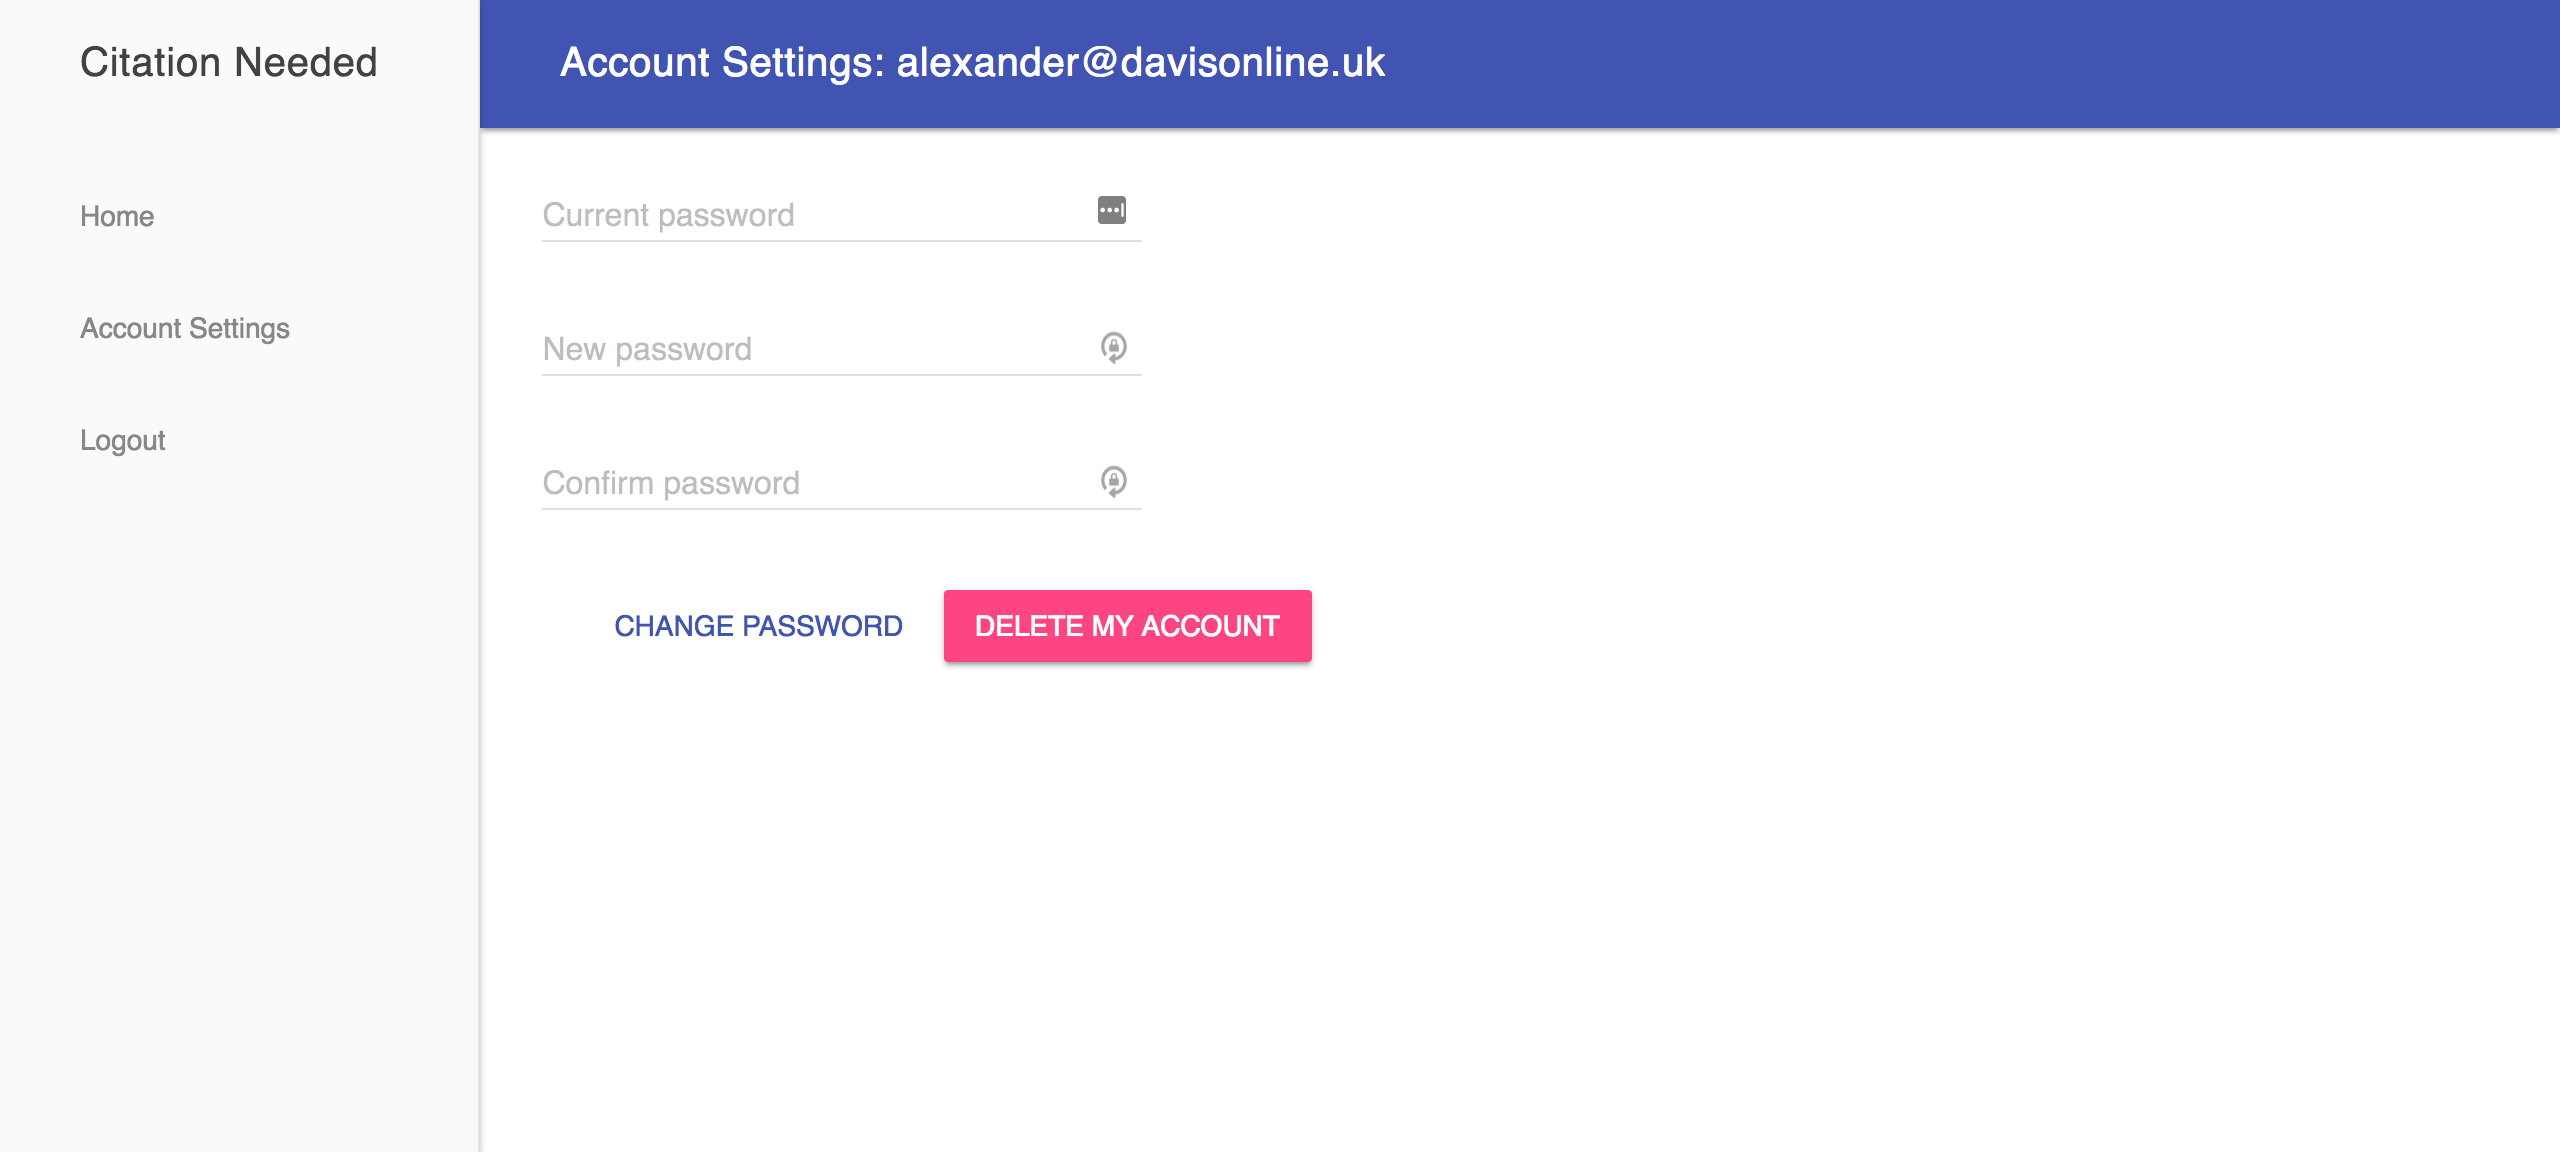 Citation Needed
Home
Account Settings
Logout
Account Settings: alexander@davisonline.uk
Current password
New password
Confirm password
CHANGE PASSWORD
DELETE MY ACCOUNT